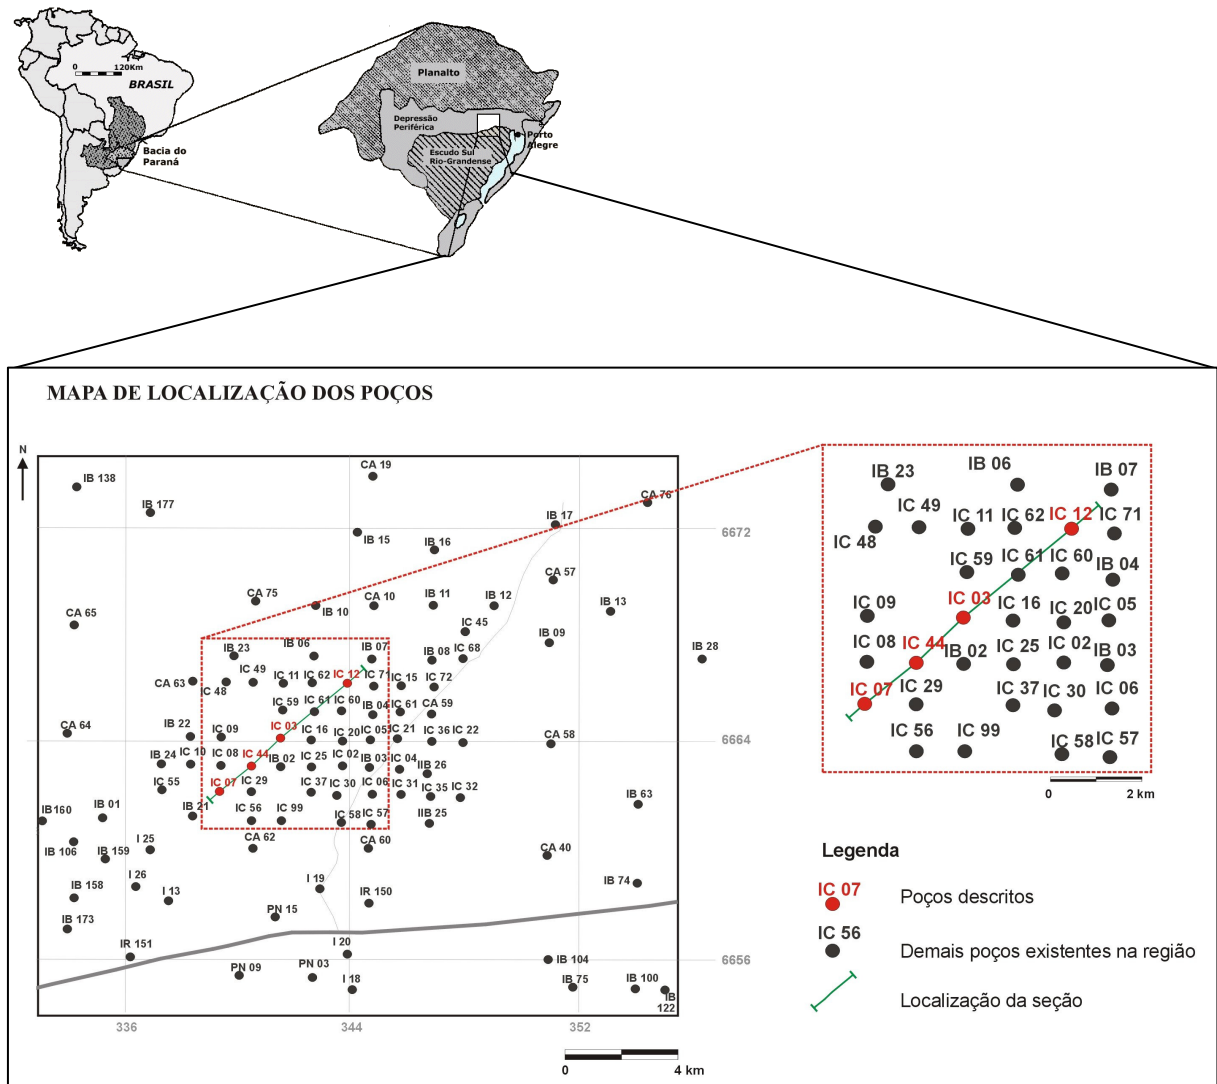 0 120Km
BRASIL
Bacia do
Paraná
Planalto
Depressão
Periférica
Porto
Alegre
Escudo Sul
Rio-Grandense
MAPA DE LOCALIZAÇÃO DOS POÇOS
N
CA 19
IB 138
CA 76
IB 177
IB 17
6672
IB 15
IB 16
CA 57
CA 75
IB 10
CA 10
IB 11
IB 12
IB 13
CA 65
IC 45
IB 23
IB 06
IB 07
IB 08
IC 68
IB 09
IB 28
CA 63
IC 48
IC 49
IC 11
IC 62
IC 12
IC 71
IC 15
IC 72
IC 59
IC 61
IC 60
IB 04
IC 61
CA 59
CA 64
IB 22
IC 09
IC 03
IC 16
IC 20
IC 05
IC 21
IC 36
IC 22
CA 58
6664
IB 24
IC 10
IC 08
IC 44
IB 02
IC 25
IC 02
IB 03
IC 04
IIB 26
IC 55
IC 07
IC 29
IC 37
IC 30
IC 06
IC 31
IC 35
IC 32
IB 63
IB160
IB 01
IB 21
IC 56
IC 99
IC 58
IC 57
IIB 25
IB 106
IB 159
I 25
CA 62
CA 60
CA 40
I 26
I 13
I 19
IR 150
IB 74
IB 158
IB 173
PN 15
IR 151
I 20
IB 104
6656
PN 09
PN 03
I 18
IB 75
IB 100
IB
122
336
344
352
0 4 km
IB 23
IB 06
IB 07
IC 48
IC 49
IC 11
IC 62
IC 12
IC 71
IC 59
IC 61
IC 60
IB 04
IC 09
IC 03
IC 16
IC 20
IC 05
IC 08
IC 44
IB 02
IC 25
IC 02
IB 03
IC 07
IC 29
IC 37
IC 30
IC 06
IC 56
IC 99
IC 58
IC 57
0 2 km
Legenda
IC 07
Poços descritos
IC 56
Demais poços existentes na região
Localização da seção